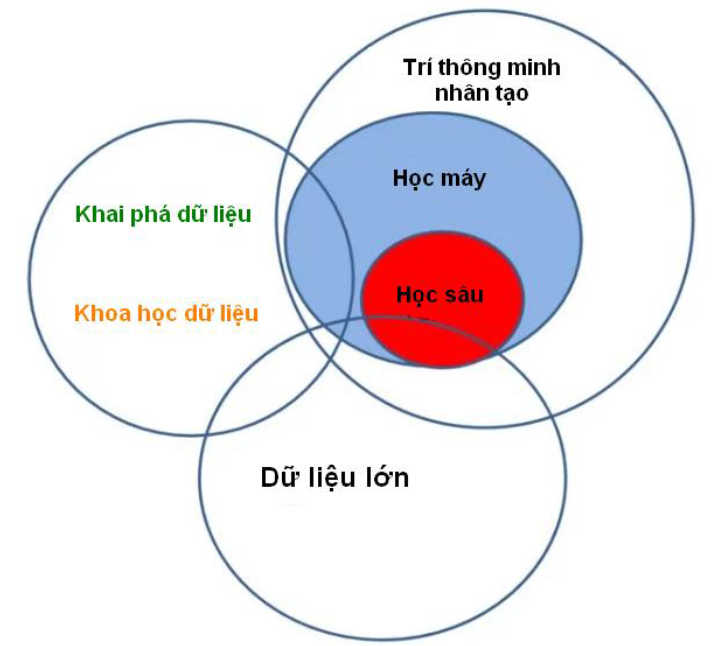 Trí thông minh
nhân tạo
Học máy
Khai phá dữ liệu
Học sâu
Khoa học dữ liệu
Dữ liệu lớn